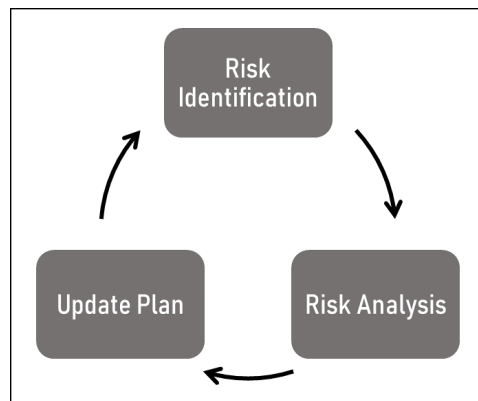 Risk
Identification
Risk Analysis
Update Plan